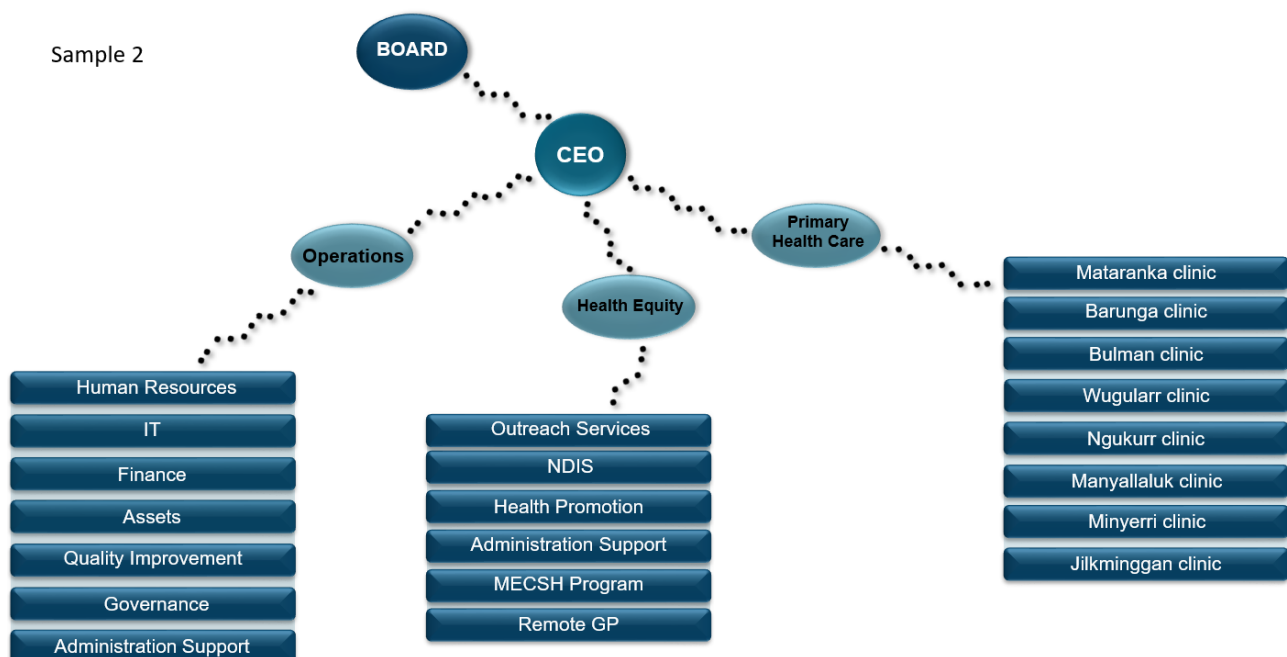 Sample 2
BOARD
CEO
Operations
Health Equity
Primary
Health Care
Human Resources
IT
Finance
Assets
Quality Improvement
Governance
Administration Support
Outreach Services
NDIS
Health Promotion
Administration Support
MECSH Program
Remote GP
Mataranka clinic
Barunga clinic
Bulman clinic
Wugularr clinic
Ngukurr clinic
Manyallaluk clinic
Minyerri clinic
Jilkminggan clinic